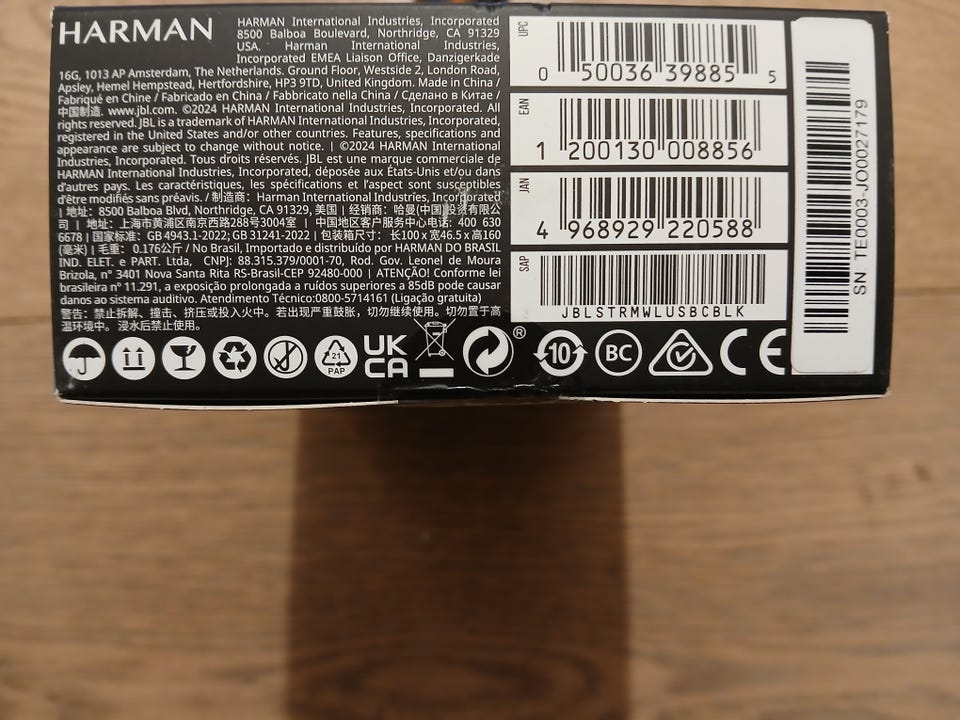 HARMAN
HARMAN International Industries, Incorporated
8500 Balboa Boulevard, Northridge, CA 91329
USA. Harman International Industries,
Incorporated EMEA Liaison Office, Danzigerkade
16G, 1013 AP Amsterdam, The Netherlands. Ground Floor, Westside 2, London Road,
Apsley, Hemel Hempstead, Hertfordshire, HP3 9TD, United Kingdom. Made in China /
Fabriqué en Chine / Fabricado en China / Fabbricato nella China / Сделано в Китае /
中国制造. www.jbl.com. ©2024 HARMAN International Industries, Incorporated. All
rights reserved. JBL is a trademark of HARMAN International Industries, Incorporated,
registered in the United States and/or other countries. Features, specifications and
appearance are subject to change without notice. | ©2024 HARMAN International
Industries, Incorporated. Tous droits réservés. JBL est une marque commerciale de
HARMAN International Industries, Incorporated, déposée aux États-Unis et/ou dans
d'autres pays. Les caractéristiques, les spécifications et l'aspect sont susceptibles
d'être modifiés sans préavis. / 制造商: Harman International Industries, Incorporated
| 地址: 8500 Balboa Blvd, Northridge, CA 91329, 美国 | 经销商: 哈曼(中国)投资有限公
司 | 地址: 上海市黄浦区南京西路288号3004室 | 中国地区客户服务中心电话: 400 630
6678 | 国家标准: GB 4943.1-2022; GB 31241-2022 | 包装箱尺寸: 长100 x 宽46.5 x 高160
(毫米) | 毛重: 0.176公斤 / No Brasil, Importado e distribuído por HARMAN DO BRASIL
IND. ELET. e PART. Ltda, CNPJ: 88.315.379/0001-70, Rod. Gov. Leonel de Moura
Brizola, n° 3401 Nova Santa Rita RS-Brasil-CEP 92480-000 | ATENÇÃO! Conforme lei
brasileira n° 11.291, a exposição prolongada a ruídos superiores a 85dB pode causar
danos ao sistema auditivo. Atendimento Técnico:0800-5714161 (Ligação gratuita)
警告: 禁止拆解、撞击、挤压或投入火中。若出现严重鼓胀，切勿继续使用。切勿置于高
温环境中。浸水后禁止使用。
21
PAP
UK
CA
®
10
BC
CE
UPC
0 50036 39885 5
EAN
1 200130 008856
JAN
4 968929 220588
SAP
JBLSTRMWLUSBCBLK
SN TE0003-JO0027179